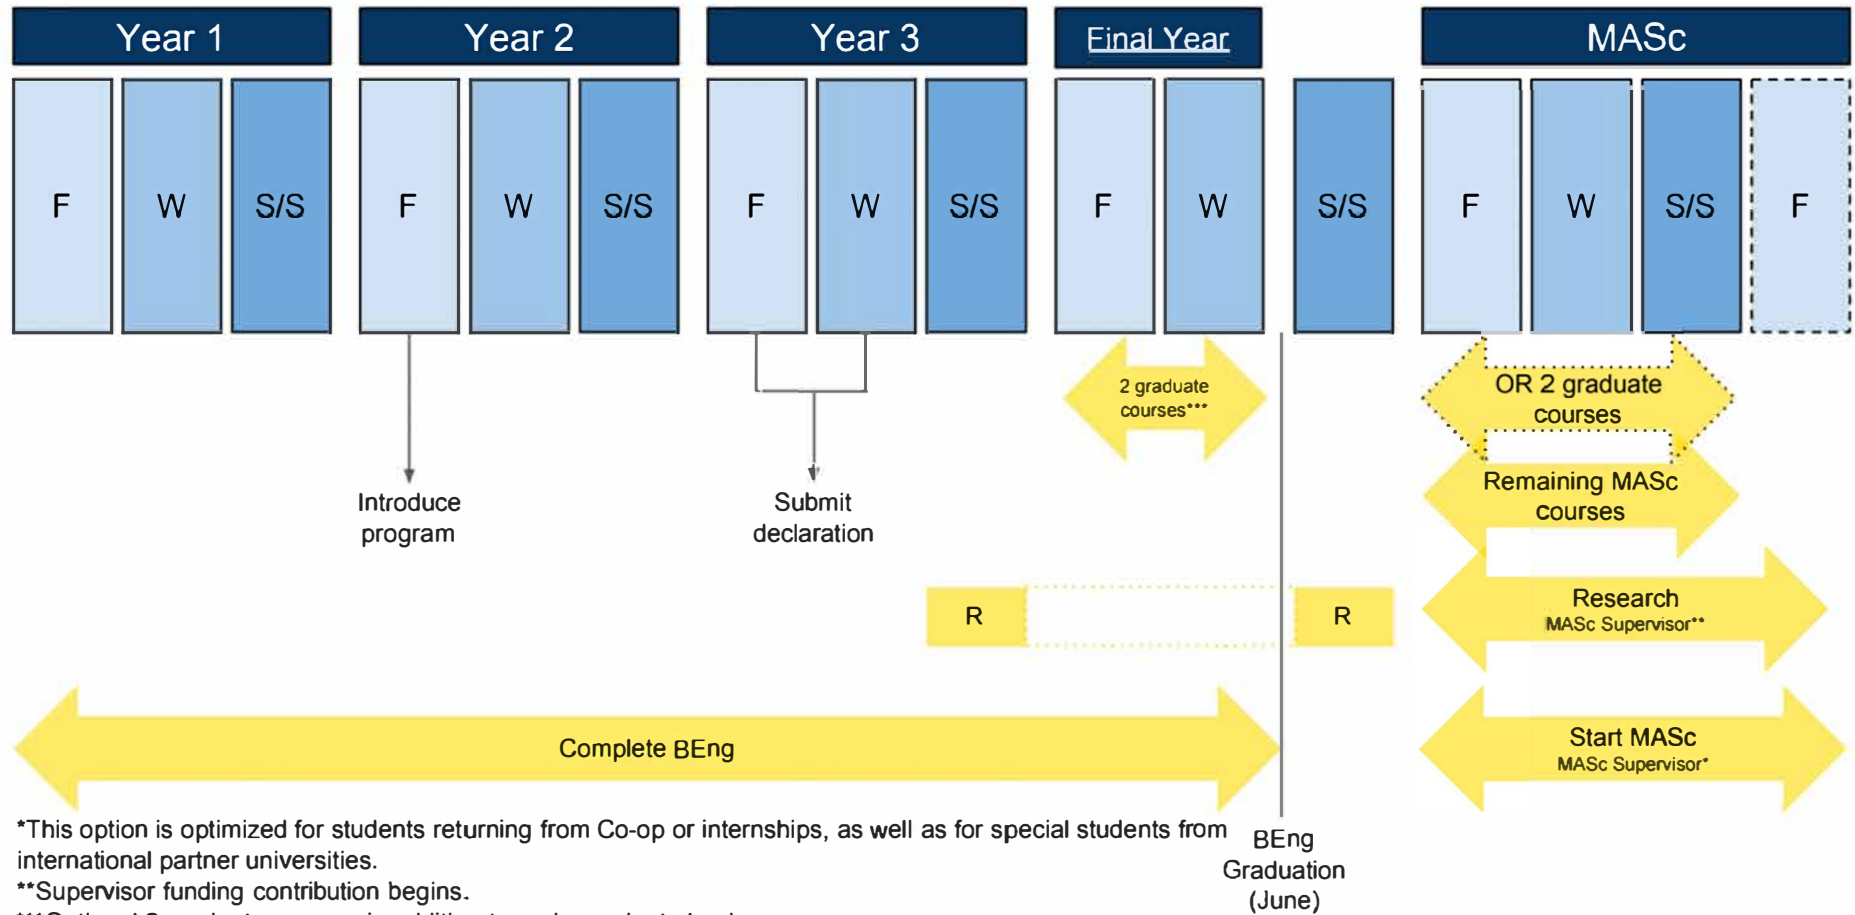 Year 1
Year 2
Year 3
Final Year
MASc
F
W
S/S
F
W
S/S
F
W
S/S
F
W
S/S
F
W
S/S
F
2 graduate
courses***
OR 2 graduate
courses
Remaining MASc
courses
Introduce
program
Submit
declaration
R
R
Research
MASc Supervisor**
Complete BEng
Start MASc
MASc Supervisor*
*This option is optimized for students returning from Co-op or internships, as well as for special students from
international partner universities.
**Supervisor funding contribution begins.
BEng
Graduation
(June)